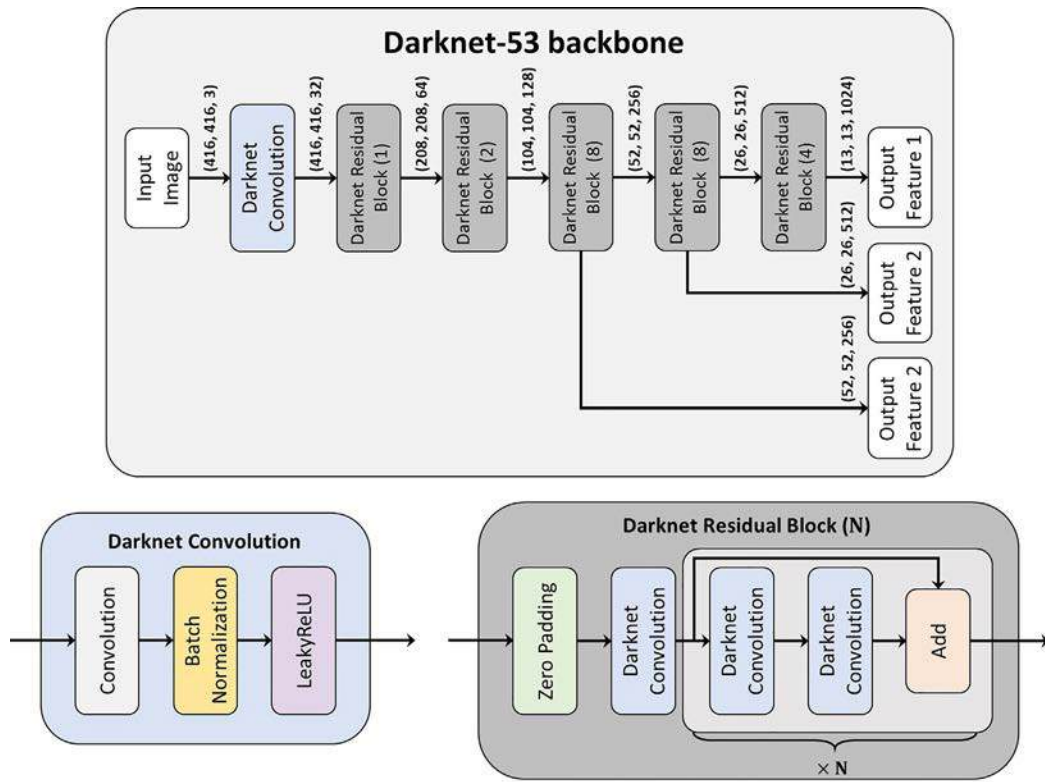 Darknet-53 backbone
Input
Image
(416, 416, 3)
Darknet
Convolution
(416, 416, 32)
Darknet Residual
Block (1)
(208, 208, 64)
Darknet Residual
Block (2)
(104, 104, 128)
Darknet Residual
Block (8)
(52, 52, 256)
Darknet Residual
Block (8)
(26, 26, 512)
Darknet Residual
Block (4)
(13, 13, 1024)
Output
Feature 1
(26, 26, 512)
Output
Feature 2
(52, 52, 256)
Output
Feature 2
Darknet Convolution
Convolution
Batch
Normalization
LeakyReLU
Darknet Residual Block (N)
Zero Padding
Darknet
Convolution
Darknet
Convolution
Darknet
Convolution
Add
× N